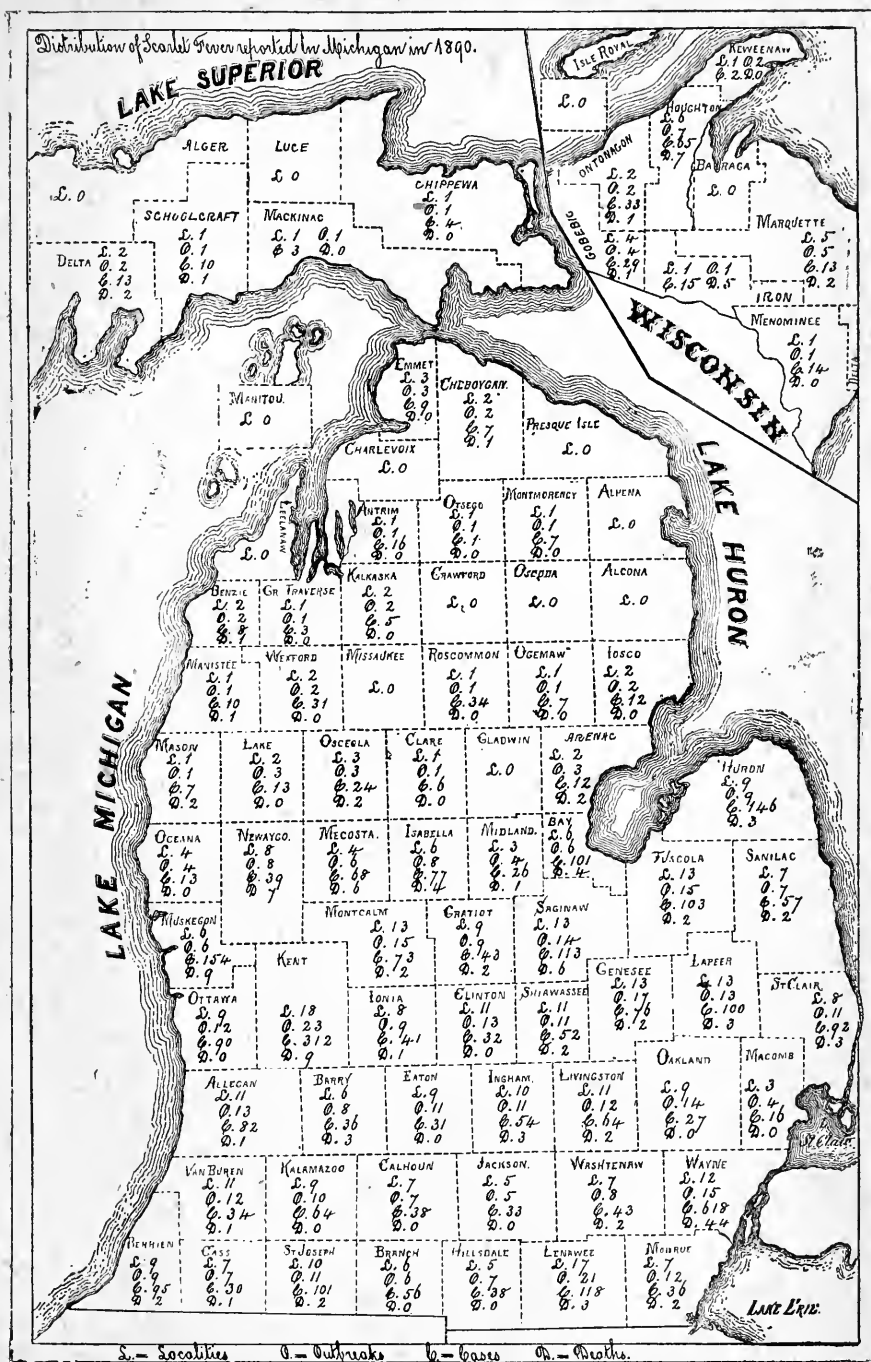 Distribution of Scarlet Fever reported in Michigan in 1890.
LAKE SUPERIOR
ISLE ROYAL
L. 0
KEWEENAW
L. 1 O. 2
C. 2 D. 0
HOUGHTON
L. 6
O. 7
C. 65
D. 7
ONTONAGON
L. 2
O. 2
C. 33
D. 1
BARAGA
L. 0
GOGEBIC
L. 4
O. 4
C. 29
D. 1
MARQUETTE
L. 5
O. 5
C. 13
D. 2
L. 1 O. 1
C. 15 D. 5
IRON
MENOMINEE
L. 1
O. 1
C. 14
D. 0
DELTA
WISCONSIN
ALGER
L. 0
LUCE
L. 0
CHIPPEWA
L. 1
O. 1
C. 4
D. 0
SCHOOLCRAFT
L. 1
O. 1
C. 10
D. 1
MACKINAC
L. 1 O. 1
C 3 D. 0
DELTA
L. 2
O. 2
C. 13
D. 2
EMMET
L. 3
O. 3
C. 9
D. 0
CHEBOYGAN.
L. 2
O. 2
C. 7
D. 1
MANITOU.
L 0
PRESQUE ISLE
L. 0
CHARLEVOIX
L. 0
LAKE HURON
LEELANAW
L. 0
ANTRIM
L. 1
O. 1
C. 16
D. 0
OTSEGO
L. 1
O. 1
C. 1
D. 0
MONTMORENCY
L. 1
O. 1
C. 7
D. 0
ALPENA
L. 0
BENZIE
L. 2
O. 2
C. 8
D. 1
GR TRAVERSE
L. 1
O. 1
C. 3
D. 0
KALKASKA
L. 2
O. 2
C. 5
D. 0
CRAWFORD
L. 0
OSCODA
L. 0
ALCONA
L. 0
MANISTEE
L. 1
O. 1
C. 10
D. 1
WEXFORD
L. 2
O. 2
C. 31
D. 0
MISSAUKEE
L. 0
ROSCOMMON
L. 1
O. 1
C. 34
D. 0
OGEMAW
L. 1
O. 1
C. 7
D. 0
IOSCO
L. 2
O. 2
C. 12
D. 0
LAKE MICHIGAN
MASON
L. 1
O. 1
C. 7
D. 2
LAKE
L. 2
O. 3
C. 13
D. 0
OSCEOLA
L. 3
O. 3
C. 24
D. 2
CLARE
L. 1
O. 1
C. 6
D. 0
GLADWIN
L. 0
ARENAC
L. 2
O. 3
C. 12
D. 2
HURON
L. 9
O. 9
C. 146
D. 3
OCEANA
L. 4
O. 4
C. 13
D. 0
NEWAYGO.
L. 8
O. 8
C. 39
D. 7
MECOSTA.
L. 4
O. 6
C. 68
D. 6
ISABELLA
L. 6
O. 8
C. 77
D. 4
MIDLAND.
L. 3
O. 4
C. 26
D. 1
BAY
L. 6
O. 6
C. 101
D. 4
TUSCOLA
L. 13
O. 15
C. 103
D. 2
SANILAC
L. 7
O. 7
C. 57
D. 2
MUSKEGON
L. 6
O. 6
C. 154
D. 9
MONTCALM
L. 13
O. 15
C. 73
D. 2
GRATIOT
L. 9
O. 9
C. 43
D. 2
SAGINAW
L. 13
O. 14
C. 113
D. 6
KENT
L. 18
O. 23
C. 312
D. 9
OTTAWA
L. 9
O. 12
C. 90
D. 0
IONIA
L. 8
O. 9
C. 41
D. 1
CLINTON
L. 11
O. 13
C. 32
D. 0
SHIAWASSEE
L. 11
O. 11
C. 52
D. 2
GENESEE
L. 13
O. 17
C. 76
D. 2
LAPEER
L. 13
O. 13
C. 100
D. 3
ST CLAIR
L. 8
O. 11
C. 92
D. 3
ALLEGAN
L. 11
O. 13
C. 82
D. 1
BARRY
L. 6
O. 8
C. 36
D. 3
EATON
L. 9
O. 11
C. 31
D. 0
INGHAM.
L. 10
O. 11
C. 54
D. 3
LIVINGSTON
L. 11
O. 12
C. 64
D. 2
OAKLAND
L. 9
O. 14
C. 27
D. 0
MACOMB
L. 3
O. 4
C. 16
D. 0
L. St Clair
VAN BUREN
L. 11
O. 12
C. 34
D. 1
KALAMAZOO
L. 9
O. 10
C. 64
D. 0
CALHOUN
L. 7
O. 7
C. 38
D. 0
JACKSON.
L. 5
O. 5
C. 33
D. 0
WASHTENAW
L. 7
O. 8
C. 43
D. 2
WAYNE
L. 12
O. 15
C. 618
D. 44
BERRIEN
L. 9
O. 9
C. 95
D 2
CASS
L. 7
O. 7
C. 30
D. 1
ST JOSEPH
L. 10
O. 11
C. 101
D. 2
BRANCH
L. 6
O. 6
C. 56
D. 0
HILLSDALE
L. 5
O. 7
C. 38
D. 0
LENAWEE
L. 17
O. 21
C. 118
D. 3
MONROE
L. 7
O. 12
C. 36
D. 2
LAKE ERIE.
L. – Localities O. – Outbreaks C. – Cases D. – Deaths.